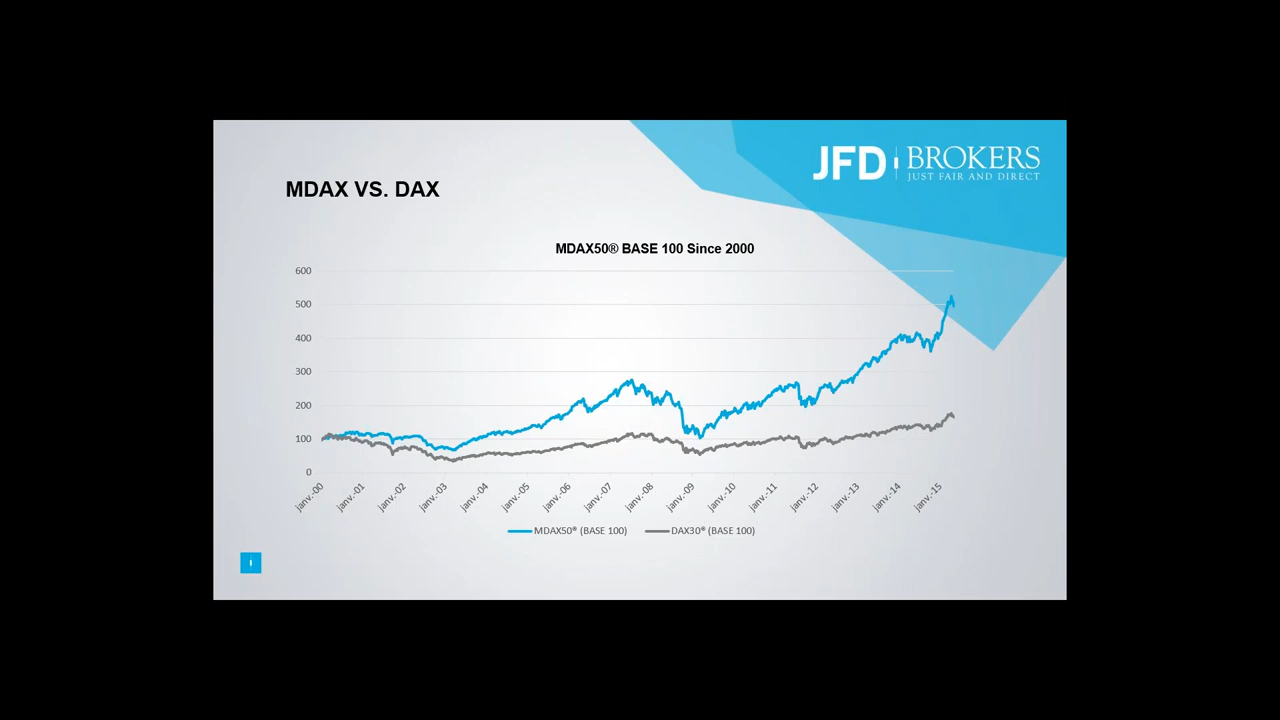 JFD BROKERS
JUST FAIR AND DIRECT
MDAX VS. DAX
MDAX50® BASE 100 Since 2000
600
500
400
300
200
100
0
janv.-00 janv.-01 janv.-02 janv.-03 janv.-04 janv.-05 janv.-06 janv.-07 janv.-08 janv.-09 janv.-10 janv.-11 janv.-12 janv.-13 janv.-14 janv.-15
MDAX50® (BASE 100) DAX30® (BASE 100)